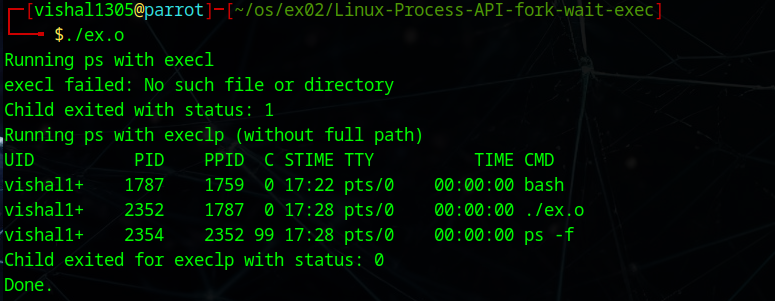 ┌─[vishal1305@parrot]─[~/os/ex02/Linux-Process-API-fork-wait-exec]
└──╼ $./ex.o
Running ps with execl
execl failed: No such file or directory
Child exited with status: 1
Running ps with execlp (without full path)
UID          PID    PPID  C STIME TTY          TIME CMD
vishal1+    1787    1759  0 17:22 pts/0    00:00:00 bash
vishal1+    2352    1787  0 17:28 pts/0    00:00:00 ./ex.o
vishal1+    2354    2352 99 17:28 pts/0    00:00:00 ps -f
Child exited for execlp with status: 0
Done.